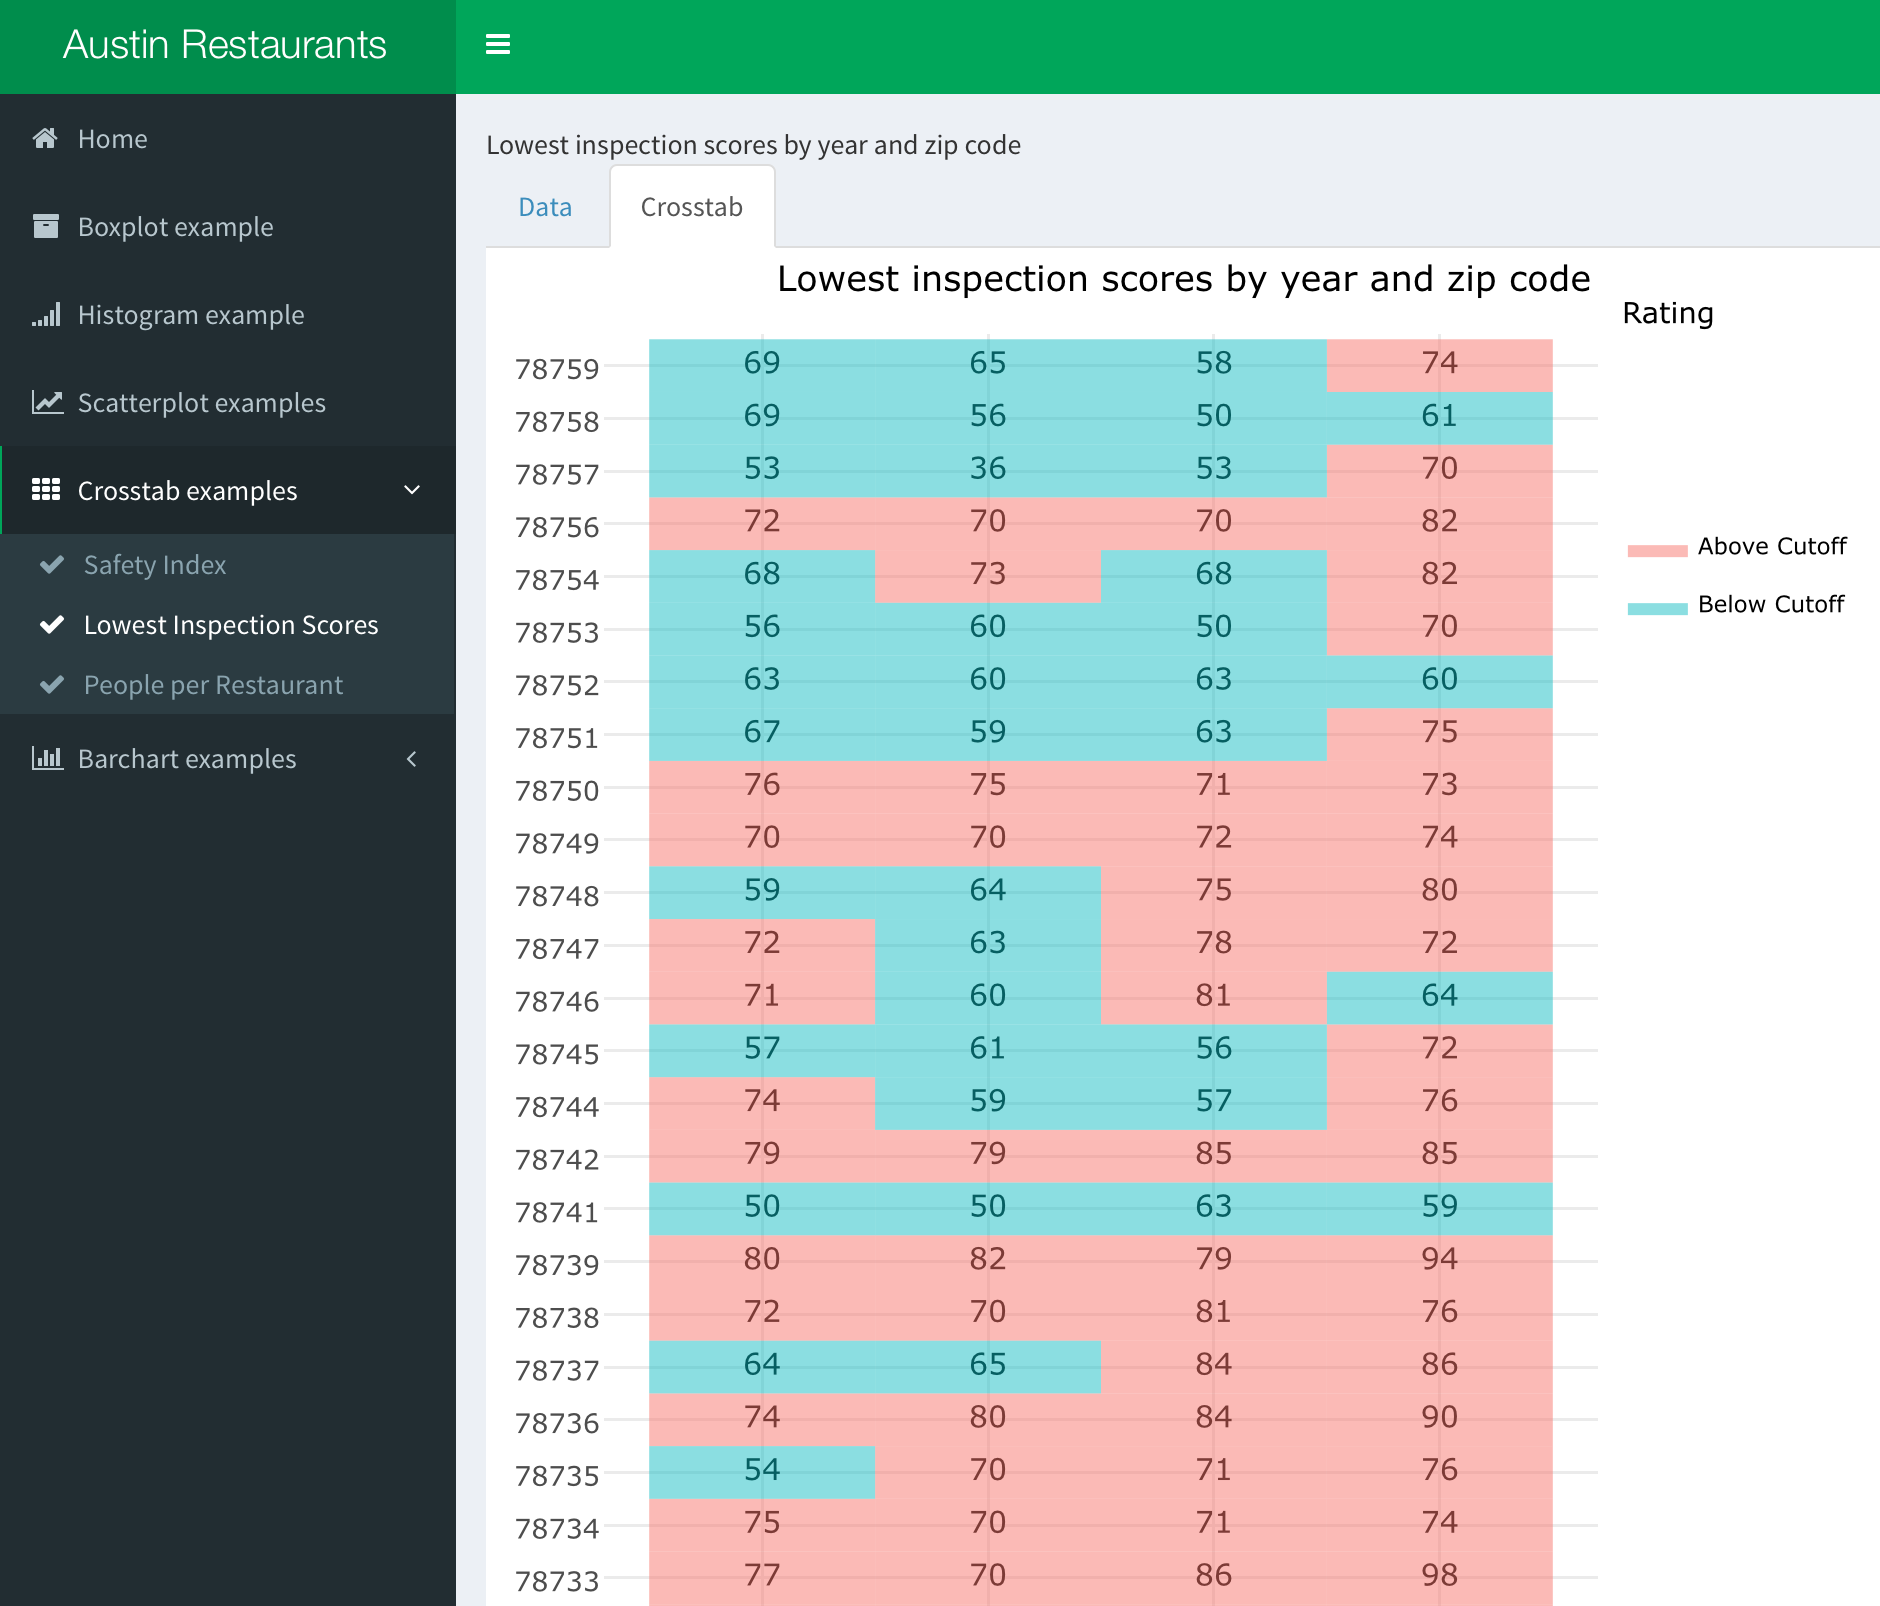 Austin Restaurants
Home
Boxplot example
Histogram example
Scatterplot examples
Crosstab examples
Safety Index
Lowest Inspection Scores
People per Restaurant
Barchart examples
Lowest inspection scores by year and zip code
Data Crosstab
Lowest inspection scores by year and zip code
Rating
Above Cutoff
Below Cutoff
78759 69 65 58 74
78758 69 56 50 61
78757 53 36 53 70
78756 72 70 70 82
78754 68 73 68 82
78753 56 60 50 70
78752 63 60 63 60
78751 67 59 63 75
78750 76 75 71 73
78749 70 70 72 74
78748 59 64 75 80
78747 72 63 78 72
78746 71 60 81 64
78745 57 61 56 72
78744 74 59 57 76
78742 79 79 85 85
78741 50 50 63 59
78739 80 82 79 94
78738 72 70 81 76
78737 64 65 84 86
78736 74 80 84 90
78735 54 70 71 76
78734 75 70 71 74
78733 77 70 86 98